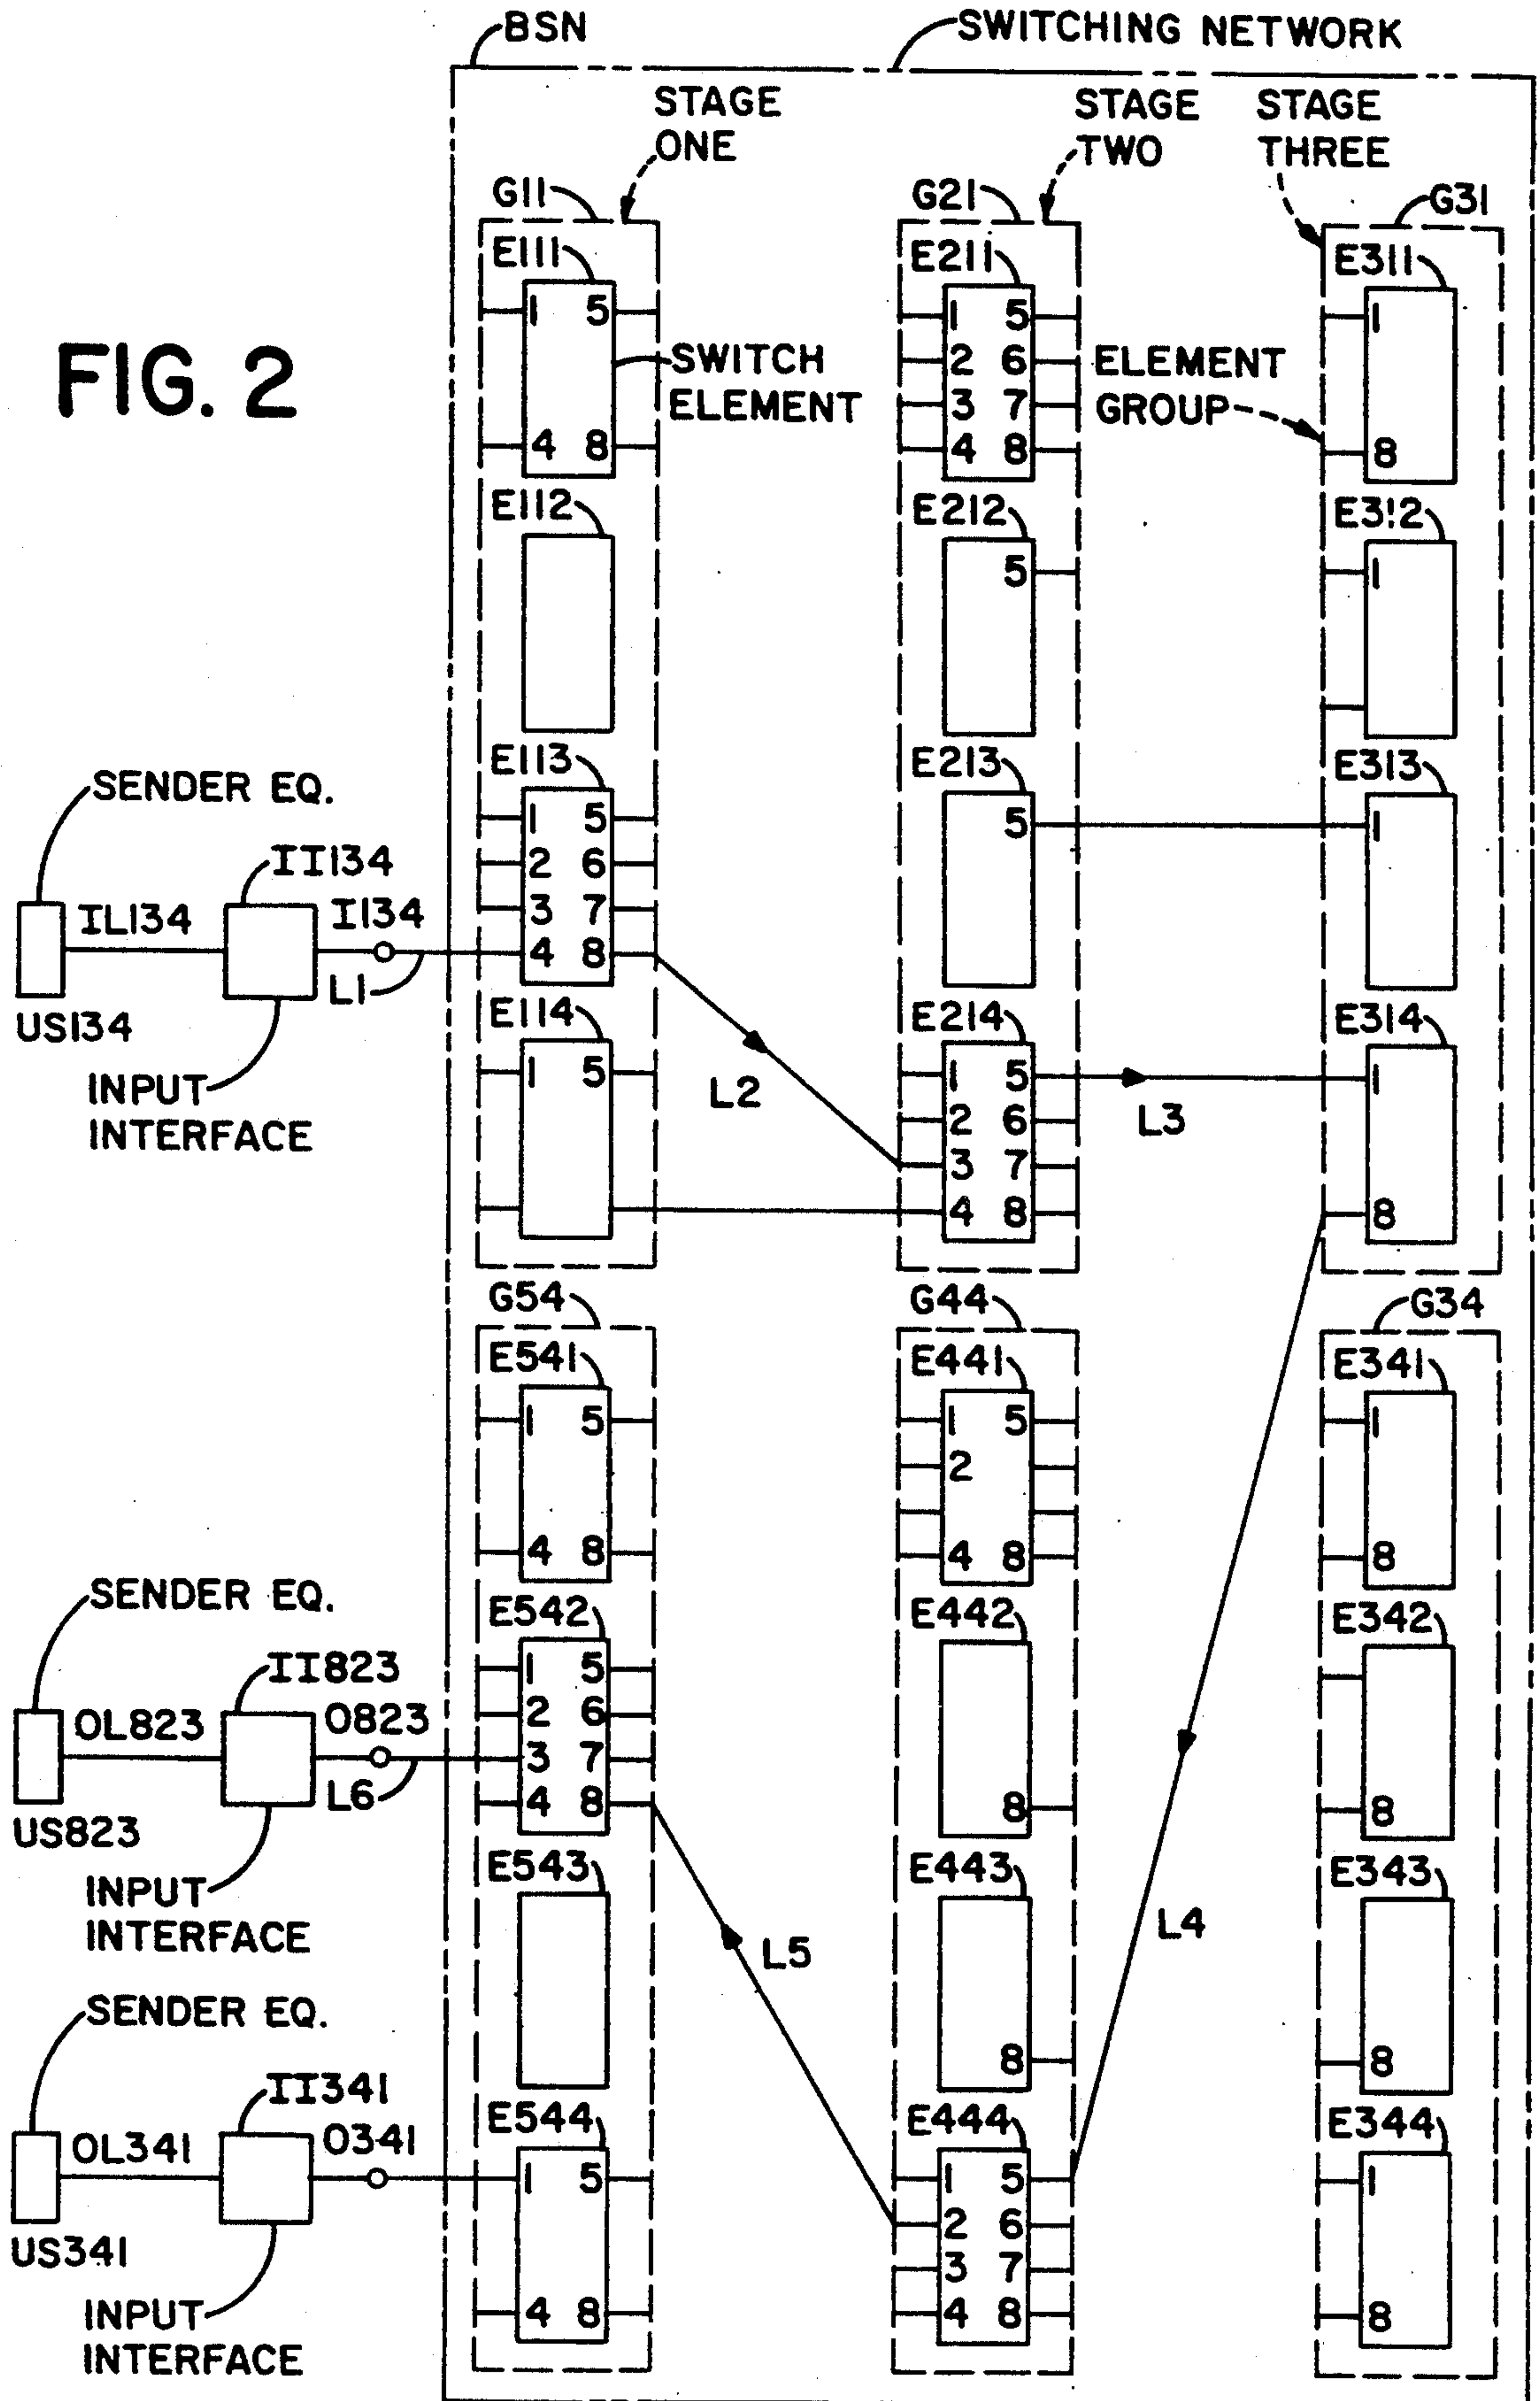 BSN
SWITCHING NETWORK
STAGE
ONE
STAGE
TWO
STAGE
THREE
G11
G21
G31
E111
1 5
4 8
SWITCH
ELEMENT
E211
1 5
2 6
3 7
4 8
ELEMENT
GROUP
E311
1
8
FIG. 2
E112
E212
5
E312
1
E113
1 5
2 6
3 7
4 8
E213
5
E313
1
SENDER EQ.
II134
IL134
I134
L1
US134
INPUT
INTERFACE
E114
1 5
L2
E214
1 5
2 6
3 7
4 8
L3
E314
1
8
G54
G44
G34
E541
1 5
4 8
E441
1 5
2
4 8
E341
1
8
SENDER EQ.
II823
OL823
O823
L6
US823
INPUT
INTERFACE
E542
1 5
2 6
3 7
4 8
E442
8
E342
8
E543
L5
E443
8
L4
E343
8
SENDER EQ.
II341
OL341
O341
US341
INPUT
INTERFACE
E544
1 5
4 8
E444
1 5
2 6
3 7
4 8
E344
1
8